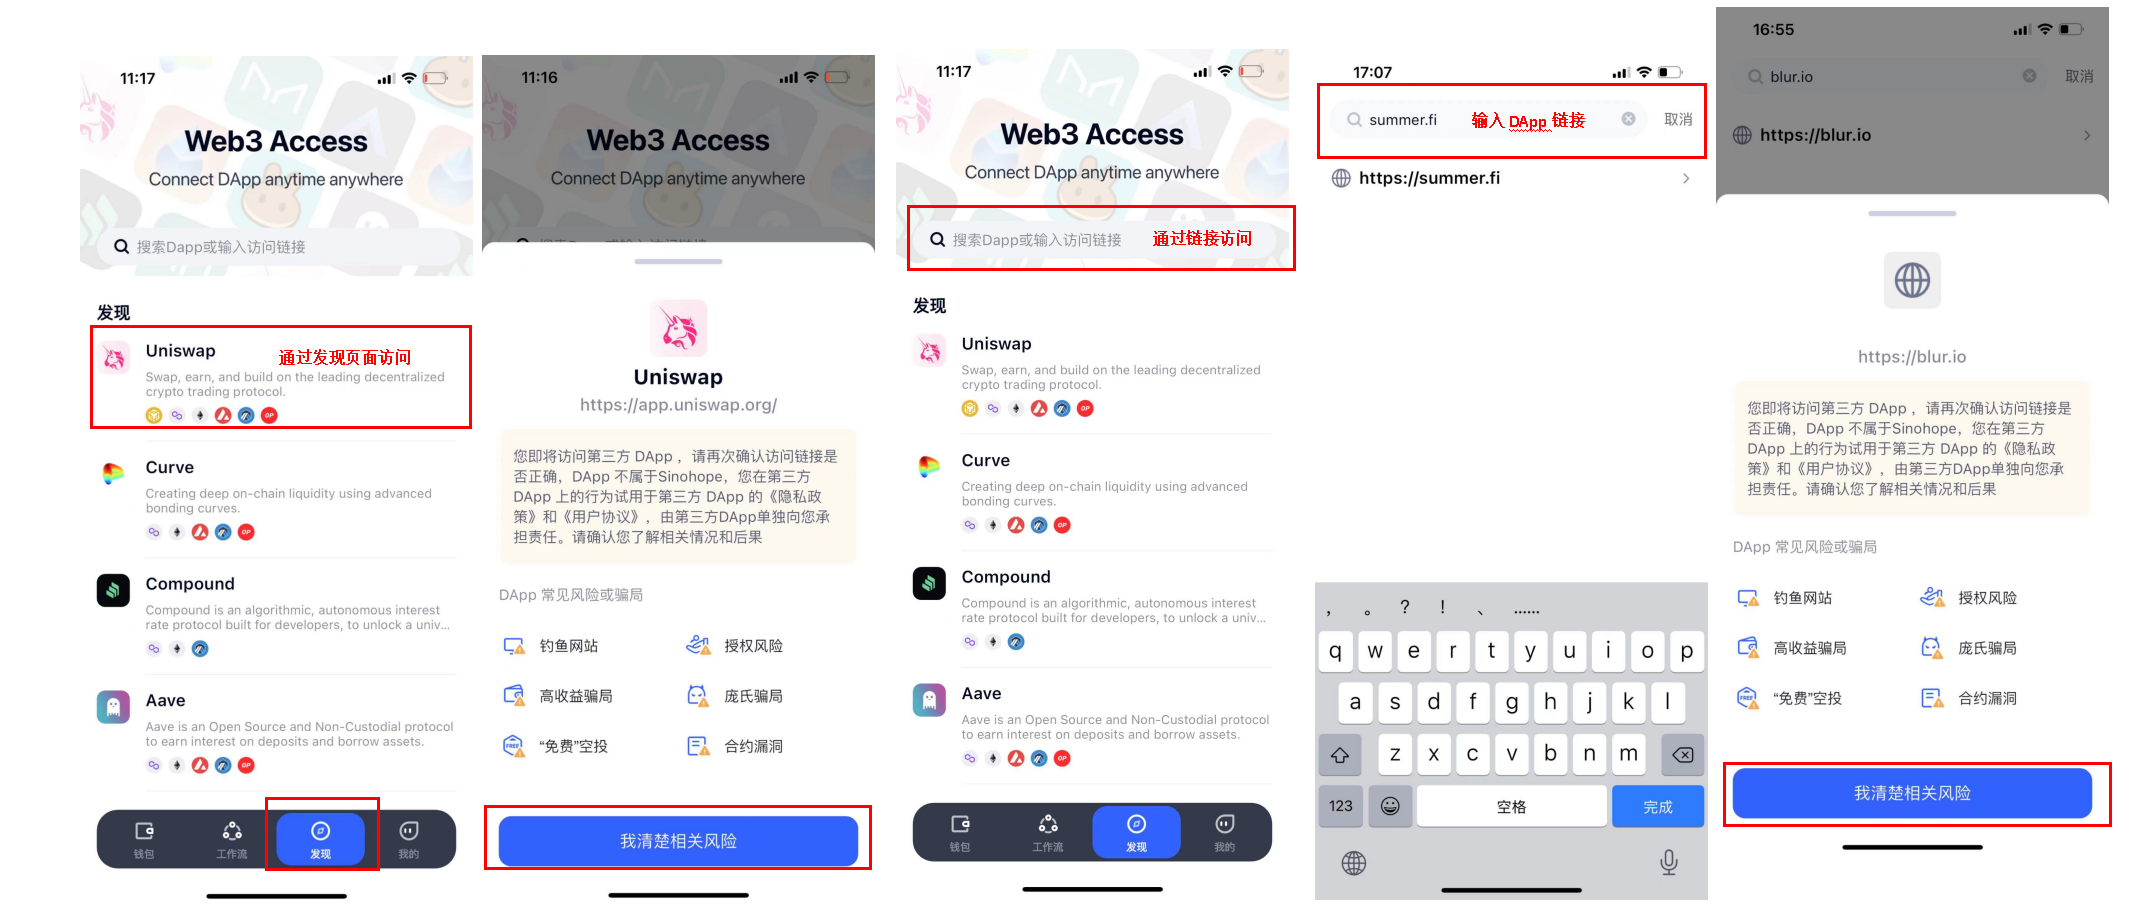 11:17
Web3 Access
Connect DApp anytime anywhere
搜索Dapp或输入访问链接
发现
Uniswap
通过发现页面访问
Swap, earn, and build on the leading decentralized
crypto trading protocol.
Curve
Creating deep on-chain liquidity using advanced
bonding curves.
Compound
Compound is an algorithmic, autonomous interest
rate protocol built for developers, to unlock a univ...
Aave
Aave is an Open Source and Non-Custodial protocol
to earn interest on deposits and borrow assets.
钱包
工作流
发现
我的
11:16
Web3 Access
Connect DApp anytime anywhere
Uniswap
https://app.uniswap.org/
您即将访问第三方 DApp ，请再次确认访问链接是
否正确，DApp 不属于Sinohope，您在第三方
DApp 上的行为试用于第三方 DApp 的《隐私政
策》和《用户协议》，由第三方DApp单独向您承
担责任。请确认您了解相关情况和后果
DApp 常见风险或骗局
钓鱼网站
授权风险
高收益骗局
庞氏骗局
“免费”空投
合约漏洞
我清楚相关风险
11:17
Web3 Access
Connect DApp anytime anywhere
搜索Dapp或输入访问链接
通过链接访问
发现
Uniswap
Swap, earn, and build on the leading decentralized
crypto trading protocol.
Curve
Creating deep on-chain liquidity using advanced
bonding curves.
Compound
Compound is an algorithmic, autonomous interest
rate protocol built for developers, to unlock a univ...
Aave
Aave is an Open Source and Non-Custodial protocol
to earn interest on deposits and borrow assets.
钱包
工作流
发现
我的
17:07
summer.fi
输入 DApp 链接
取消
https://summer.fi
， 。 ? ! 、 ......
q w e r t y u i o p
a s d f g h j k l
z x c v b n m
123
空格
完成
16:55
blur.io
取消
https://blur.io
https://blur.io
您即将访问第三方 DApp ，请再次确认访问链接是
否正确，DApp 不属于Sinohope，您在第三方
DApp 上的行为试用于第三方 DApp 的《隐私政
策》和《用户协议》，由第三方DApp单独向您承
担责任。请确认您了解相关情况和后果
DApp 常见风险或骗局
钓鱼网站
授权风险
高收益骗局
庞氏骗局
“免费”空投
合约漏洞
我清楚相关风险